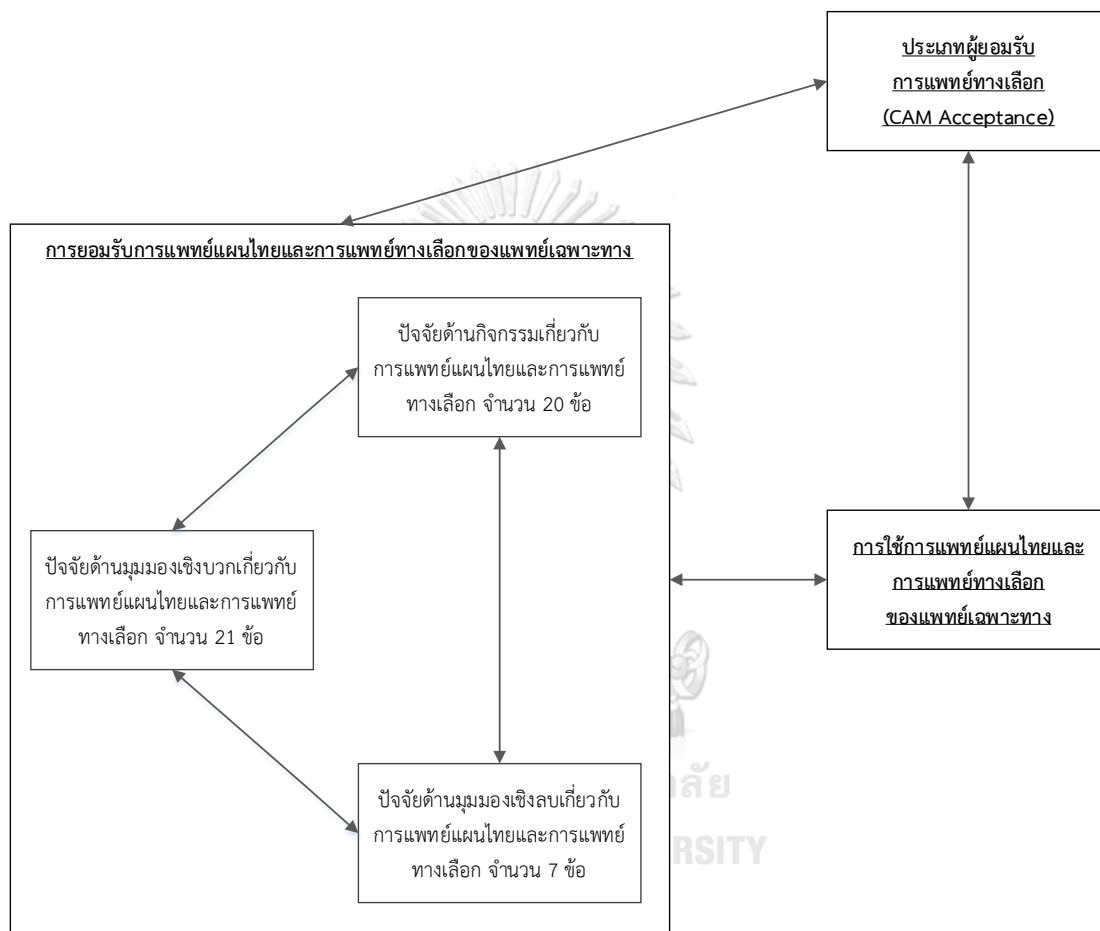 ประเภทผู้ยอมรับ
การแพทย์ทางเลือก
(CAM Acceptance)
การยอมรับการแพทย์แผนไทยและการแพทย์ทางเลือกของแพทย์เฉพาะทาง
ปัจจัยด้านกิจกรรมเกี่ยวกับ
การแพทย์แผนไทยและการแพทย์
ทางเลือก จำนวน 20 ข้อ
ปัจจัยด้านมุมมองเชิงบวกเกี่ยวกับ
การแพทย์แผนไทยและการแพทย์
ทางเลือก จำนวน 21 ข้อ
การใช้การแพทย์แผนไทยและ
การแพทย์ทางเลือก
ของแพทย์เฉพาะทาง
ปัจจัยด้านมุมมองเชิงลบเกี่ยวกับ
การแพทย์แผนไทยและการแพทย์
ทางเลือก จำนวน 7 ข้อ
ลัย
RSITY